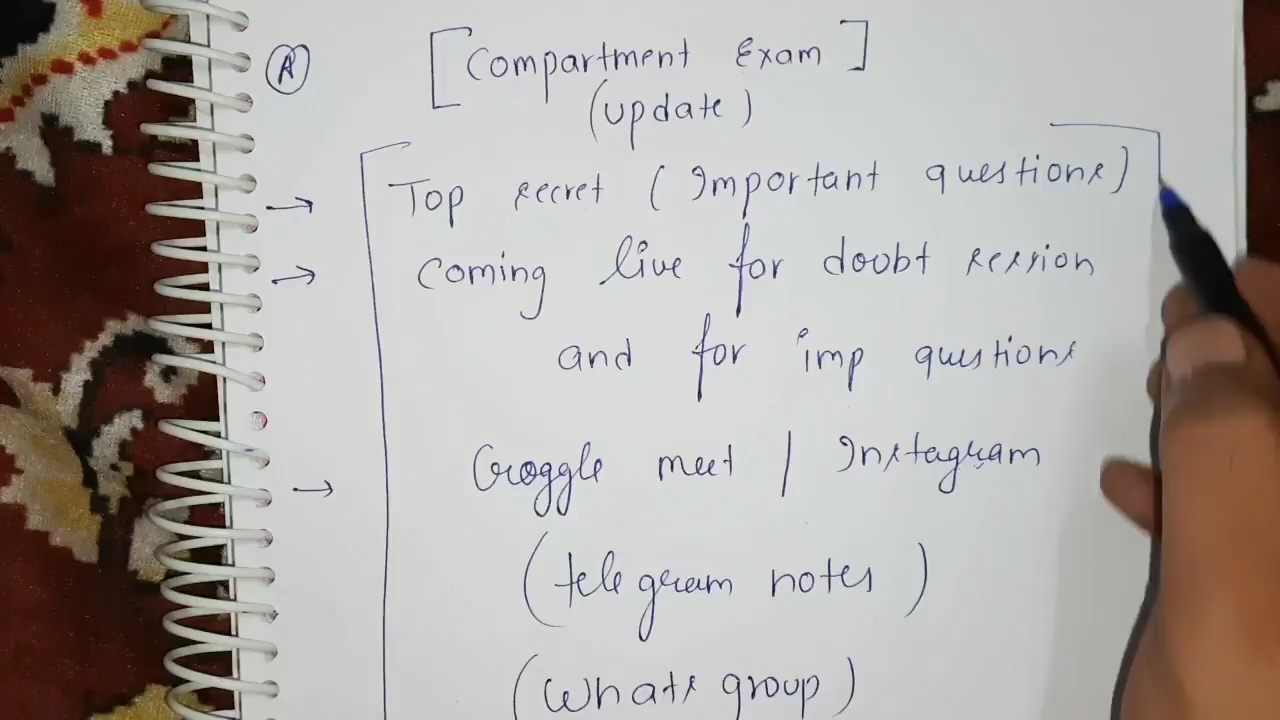 A [Compartment Exam]
(update)
→ Top secret (Important questions)
→ Coming live for doubt session
and for imp questions
→ Goggle meet / Instagram
(telegram notes)
(Whats group)